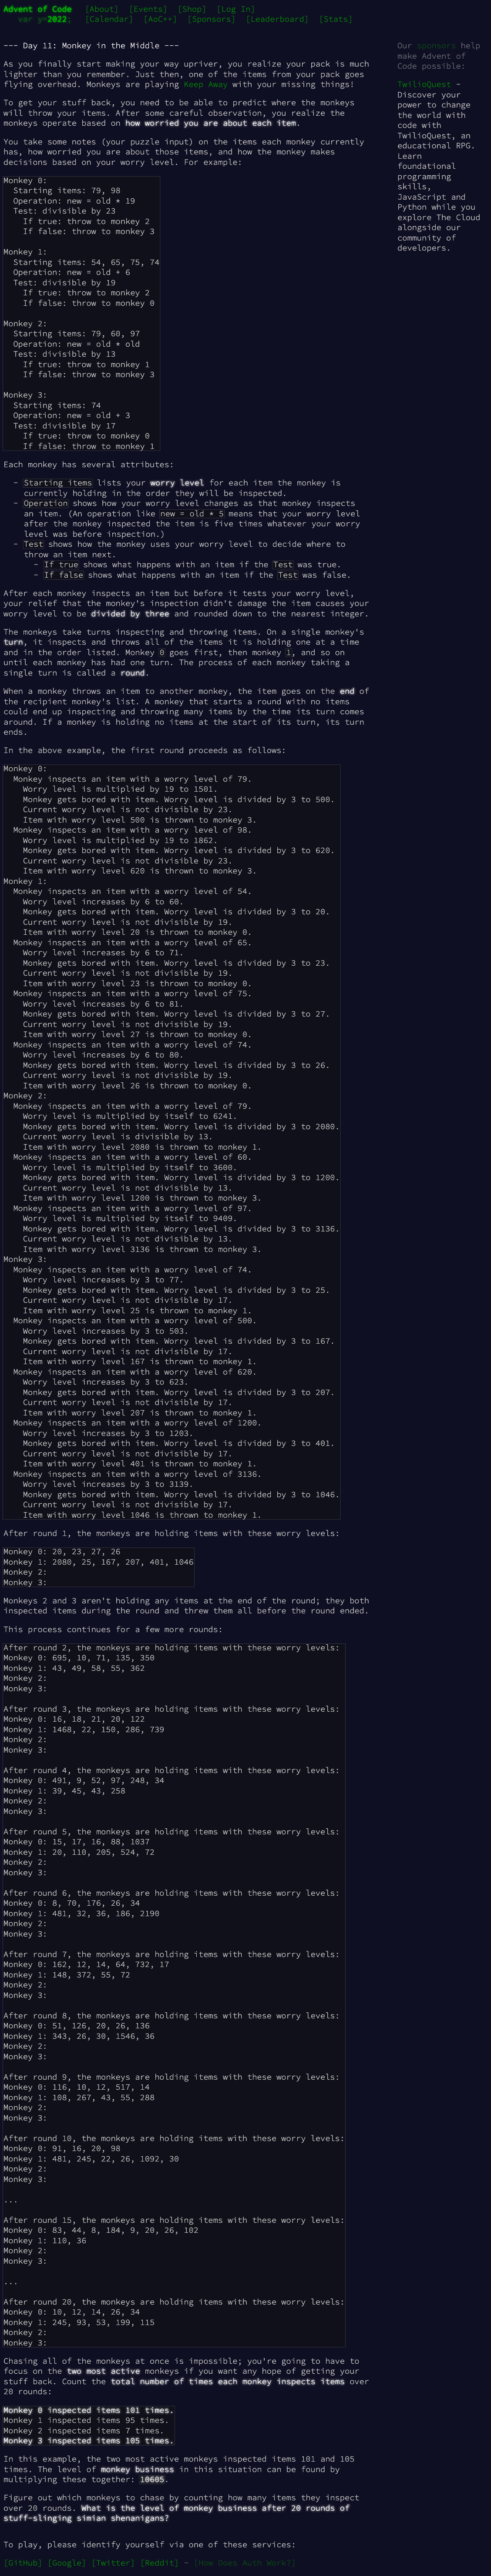 Advent of Code [About] [Events] [Shop] [Log In]
var y=2022; [Calendar] [AoC++] [Sponsors] [Leaderboard] [Stats]
Our sponsors help
make Advent of
Code possible:
TwilioQuest -
Discover your
power to change
the world with
code with
TwilioQuest, an
educational RPG.
Learn
foundational
programming
skills,
JavaScript and
Python while you
explore The Cloud
alongside our
community of
developers.
--- Day 11: Monkey in the Middle ---
As you finally start making your way upriver, you realize your pack is much
lighter than you remember. Just then, one of the items from your pack goes
flying overhead. Monkeys are playing Keep Away with your missing things!
To get your stuff back, you need to be able to predict where the monkeys
will throw your items. After some careful observation, you realize the
monkeys operate based on how worried you are about each item.
You take some notes (your puzzle input) on the items each monkey currently
has, how worried you are about those items, and how the monkey makes
decisions based on your worry level. For example:
Monkey 0:
  Starting items: 79, 98
  Operation: new = old * 19
  Test: divisible by 23
    If true: throw to monkey 2
    If false: throw to monkey 3
Monkey 1:
  Starting items: 54, 65, 75, 74
  Operation: new = old + 6
  Test: divisible by 19
    If true: throw to monkey 2
    If false: throw to monkey 0
Monkey 2:
  Starting items: 79, 60, 97
  Operation: new = old * old
  Test: divisible by 13
    If true: throw to monkey 1
    If false: throw to monkey 3
Monkey 3:
  Starting items: 74
  Operation: new = old + 3
  Test: divisible by 17
    If true: throw to monkey 0
    If false: throw to monkey 1
Each monkey has several attributes:
- Starting items lists your worry level for each item the monkey is
currently holding in the order they will be inspected.
- Operation shows how your worry level changes as that monkey inspects
an item. (An operation like new = old * 5 means that your worry level
after the monkey inspected the item is five times whatever your worry
level was before inspection.)
- Test shows how the monkey uses your worry level to decide where to
throw an item next.
- If true shows what happens with an item if the Test was true.
- If false shows what happens with an item if the Test was false.
After each monkey inspects an item but before it tests your worry level,
your relief that the monkey's inspection didn't damage the item causes your
worry level to be divided by three and rounded down to the nearest integer.
The monkeys take turns inspecting and throwing items. On a single monkey's
turn, it inspects and throws all of the items it is holding one at a time
and in the order listed. Monkey 0 goes first, then monkey 1, and so on
until each monkey has had one turn. The process of each monkey taking a
single turn is called a round.
When a monkey throws an item to another monkey, the item goes on the end of
the recipient monkey's list. A monkey that starts a round with no items
could end up inspecting and throwing many items by the time its turn comes
around. If a monkey is holding no items at the start of its turn, its turn
ends.
In the above example, the first round proceeds as follows:
Monkey 0:
  Monkey inspects an item with a worry level of 79.
    Worry level is multiplied by 19 to 1501.
    Monkey gets bored with item. Worry level is divided by 3 to 500.
    Current worry level is not divisible by 23.
    Item with worry level 500 is thrown to monkey 3.
  Monkey inspects an item with a worry level of 98.
    Worry level is multiplied by 19 to 1862.
    Monkey gets bored with item. Worry level is divided by 3 to 620.
    Current worry level is not divisible by 23.
    Item with worry level 620 is thrown to monkey 3.
Monkey 1:
  Monkey inspects an item with a worry level of 54.
    Worry level increases by 6 to 60.
    Monkey gets bored with item. Worry level is divided by 3 to 20.
    Current worry level is not divisible by 19.
    Item with worry level 20 is thrown to monkey 0.
  Monkey inspects an item with a worry level of 65.
    Worry level increases by 6 to 71.
    Monkey gets bored with item. Worry level is divided by 3 to 23.
    Current worry level is not divisible by 19.
    Item with worry level 23 is thrown to monkey 0.
  Monkey inspects an item with a worry level of 75.
    Worry level increases by 6 to 81.
    Monkey gets bored with item. Worry level is divided by 3 to 27.
    Current worry level is not divisible by 19.
    Item with worry level 27 is thrown to monkey 0.
  Monkey inspects an item with a worry level of 74.
    Worry level increases by 6 to 80.
    Monkey gets bored with item. Worry level is divided by 3 to 26.
    Current worry level is not divisible by 19.
    Item with worry level 26 is thrown to monkey 0.
Monkey 2:
  Monkey inspects an item with a worry level of 79.
    Worry level is multiplied by itself to 6241.
    Monkey gets bored with item. Worry level is divided by 3 to 2080.
    Current worry level is divisible by 13.
    Item with worry level 2080 is thrown to monkey 1.
  Monkey inspects an item with a worry level of 60.
    Worry level is multiplied by itself to 3600.
    Monkey gets bored with item. Worry level is divided by 3 to 1200.
    Current worry level is not divisible by 13.
    Item with worry level 1200 is thrown to monkey 3.
  Monkey inspects an item with a worry level of 97.
    Worry level is multiplied by itself to 9409.
    Monkey gets bored with item. Worry level is divided by 3 to 3136.
    Current worry level is not divisible by 13.
    Item with worry level 3136 is thrown to monkey 3.
Monkey 3:
  Monkey inspects an item with a worry level of 74.
    Worry level increases by 3 to 77.
    Monkey gets bored with item. Worry level is divided by 3 to 25.
    Current worry level is not divisible by 17.
    Item with worry level 25 is thrown to monkey 1.
  Monkey inspects an item with a worry level of 500.
    Worry level increases by 3 to 503.
    Monkey gets bored with item. Worry level is divided by 3 to 167.
    Current worry level is not divisible by 17.
    Item with worry level 167 is thrown to monkey 1.
  Monkey inspects an item with a worry level of 620.
    Worry level increases by 3 to 623.
    Monkey gets bored with item. Worry level is divided by 3 to 207.
    Current worry level is not divisible by 17.
    Item with worry level 207 is thrown to monkey 1.
  Monkey inspects an item with a worry level of 1200.
    Worry level increases by 3 to 1203.
    Monkey gets bored with item. Worry level is divided by 3 to 401.
    Current worry level is not divisible by 17.
    Item with worry level 401 is thrown to monkey 1.
  Monkey inspects an item with a worry level of 3136.
    Worry level increases by 3 to 3139.
    Monkey gets bored with item. Worry level is divided by 3 to 1046.
    Current worry level is not divisible by 17.
    Item with worry level 1046 is thrown to monkey 1.
After round 1, the monkeys are holding items with these worry levels:
Monkey 0: 20, 23, 27, 26
Monkey 1: 2080, 25, 167, 207, 401, 1046
Monkey 2:
Monkey 3:
Monkeys 2 and 3 aren't holding any items at the end of the round; they both
inspected items during the round and threw them all before the round ended.
This process continues for a few more rounds:
After round 2, the monkeys are holding items with these worry levels:
Monkey 0: 695, 10, 71, 135, 350
Monkey 1: 43, 49, 58, 55, 362
Monkey 2:
Monkey 3:
After round 3, the monkeys are holding items with these worry levels:
Monkey 0: 16, 18, 21, 20, 122
Monkey 1: 1468, 22, 150, 286, 739
Monkey 2:
Monkey 3:
After round 4, the monkeys are holding items with these worry levels:
Monkey 0: 491, 9, 52, 97, 248, 34
Monkey 1: 39, 45, 43, 258
Monkey 2:
Monkey 3:
After round 5, the monkeys are holding items with these worry levels:
Monkey 0: 15, 17, 16, 88, 1037
Monkey 1: 20, 110, 205, 524, 72
Monkey 2:
Monkey 3:
After round 6, the monkeys are holding items with these worry levels:
Monkey 0: 8, 70, 176, 26, 34
Monkey 1: 481, 32, 36, 186, 2190
Monkey 2:
Monkey 3:
After round 7, the monkeys are holding items with these worry levels:
Monkey 0: 162, 12, 14, 64, 732, 17
Monkey 1: 148, 372, 55, 72
Monkey 2:
Monkey 3:
After round 8, the monkeys are holding items with these worry levels:
Monkey 0: 51, 126, 20, 26, 136
Monkey 1: 343, 26, 30, 1546, 36
Monkey 2:
Monkey 3:
After round 9, the monkeys are holding items with these worry levels:
Monkey 0: 116, 10, 12, 517, 14
Monkey 1: 108, 267, 43, 55, 288
Monkey 2:
Monkey 3:
After round 10, the monkeys are holding items with these worry levels:
Monkey 0: 91, 16, 20, 98
Monkey 1: 481, 245, 22, 26, 1092, 30
Monkey 2:
Monkey 3:
...
After round 15, the monkeys are holding items with these worry levels:
Monkey 0: 83, 44, 8, 184, 9, 20, 26, 102
Monkey 1: 110, 36
Monkey 2:
Monkey 3:
...
After round 20, the monkeys are holding items with these worry levels:
Monkey 0: 10, 12, 14, 26, 34
Monkey 1: 245, 93, 53, 199, 115
Monkey 2:
Monkey 3:
Chasing all of the monkeys at once is impossible; you're going to have to
focus on the two most active monkeys if you want any hope of getting your
stuff back. Count the total number of times each monkey inspects items over
20 rounds:
Monkey 0 inspected items 101 times.
Monkey 1 inspected items 95 times.
Monkey 2 inspected items 7 times.
Monkey 3 inspected items 105 times.
In this example, the two most active monkeys inspected items 101 and 105
times. The level of monkey business in this situation can be found by
multiplying these together: 10605.
Figure out which monkeys to chase by counting how many items they inspect
over 20 rounds. What is the level of monkey business after 20 rounds of
stuff-slinging simian shenanigans?
To play, please identify yourself via one of these services:
[GitHub] [Google] [Twitter] [Reddit] - [How Does Auth Work?]